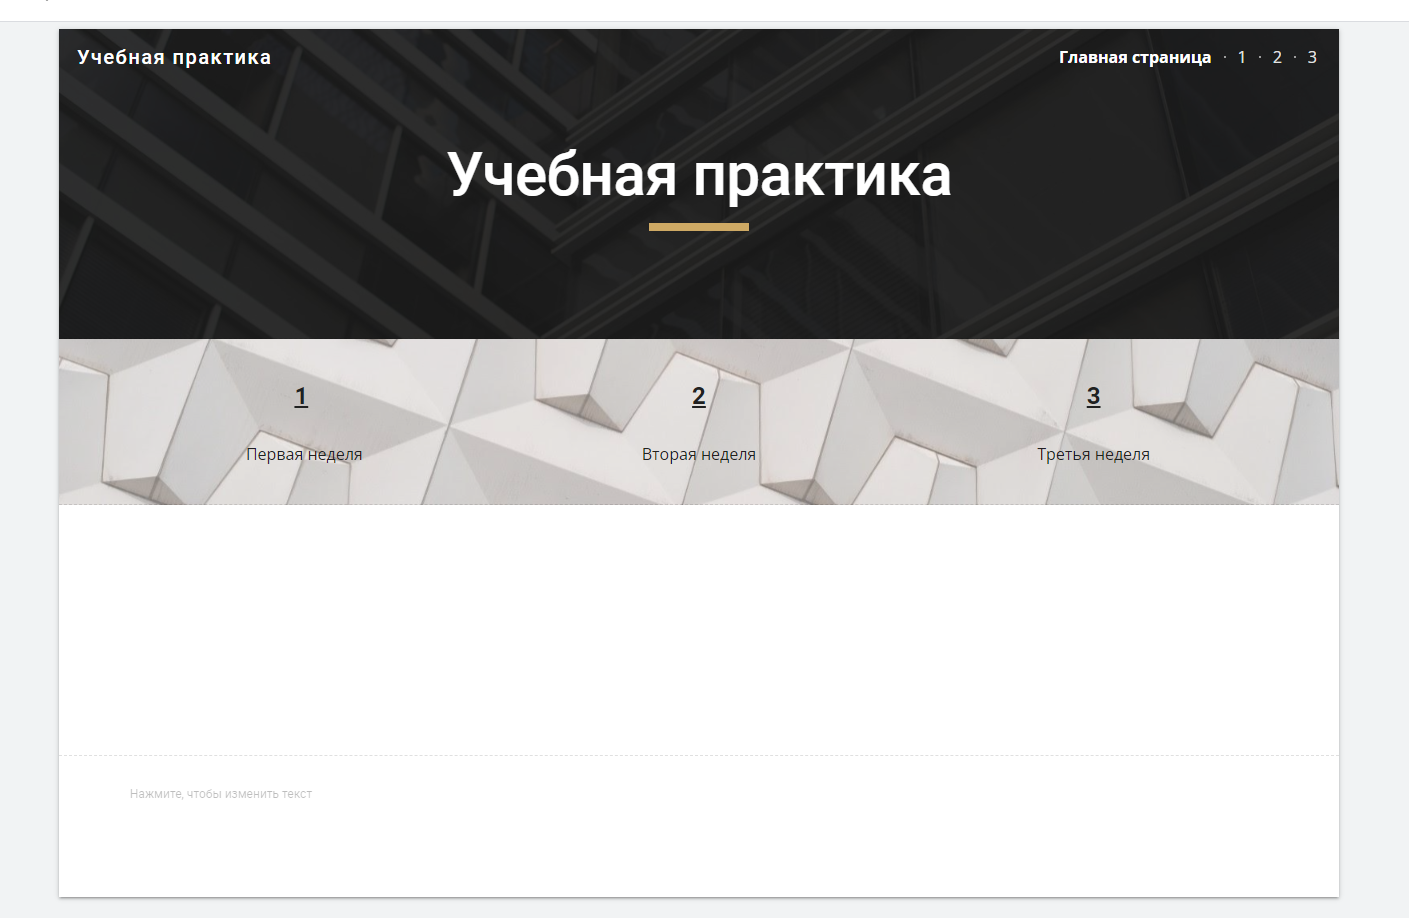 Учебная практика
Главная страница · 1 · 2 · 3
Учебная практика
1 2 3
Первая неделя Вторая неделя Третья неделя
Нажмите, чтобы изменить текст